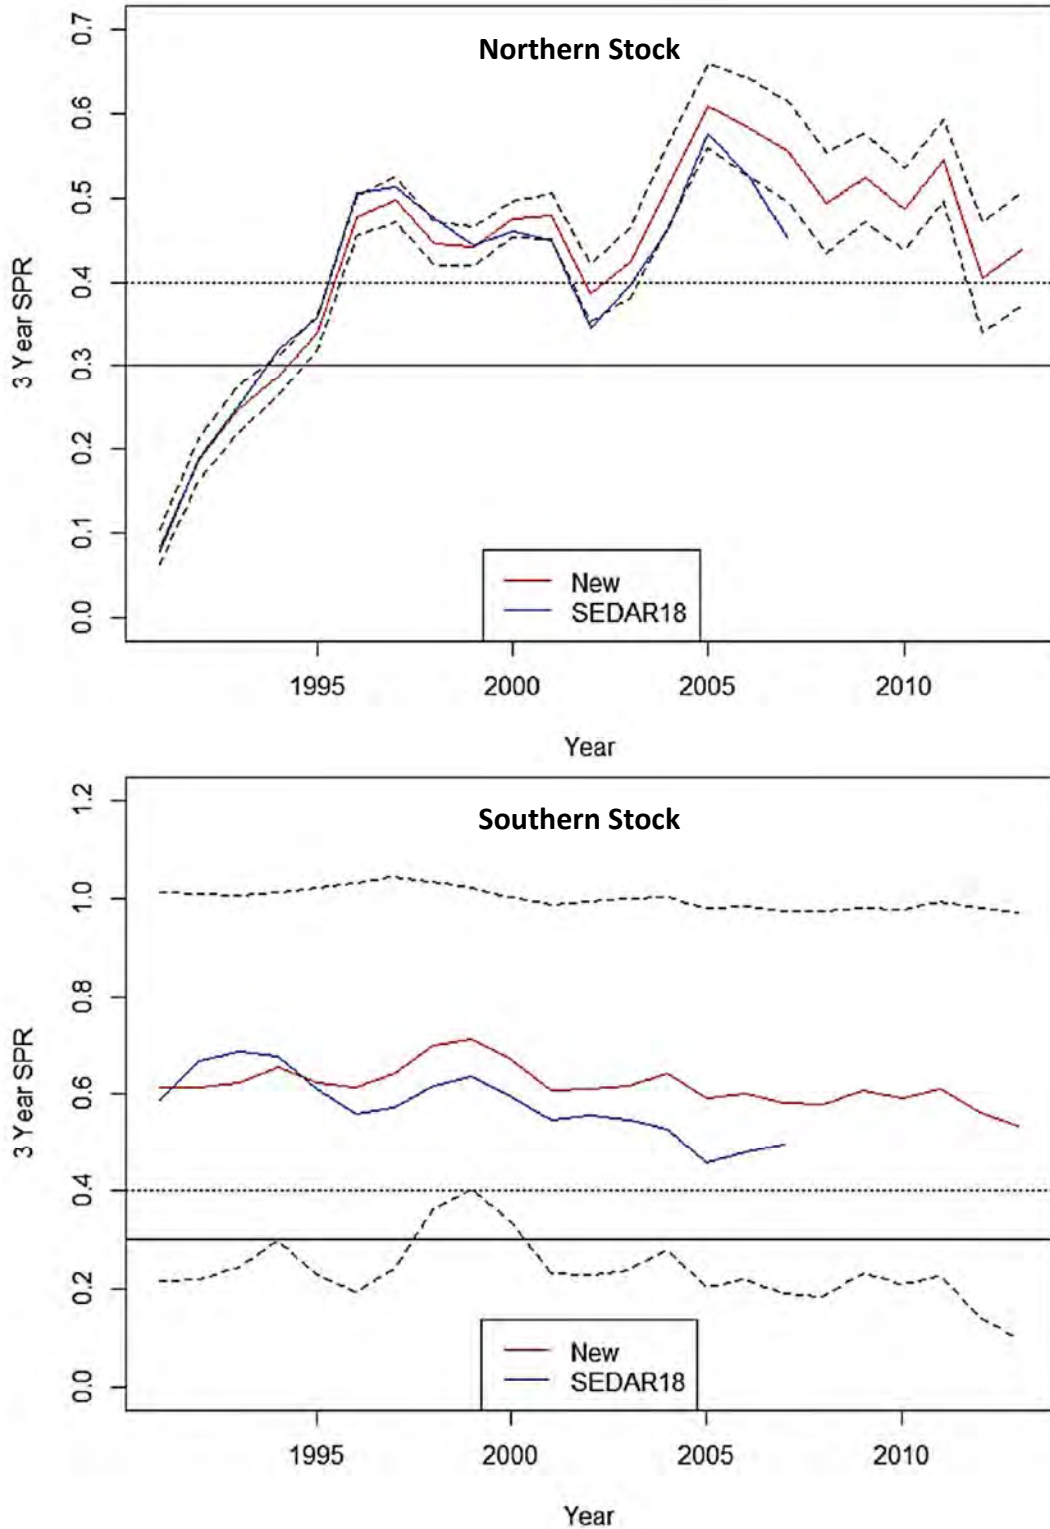 Northern Stock
0.7
0.6
0.5
0.4
0.3
0.2
0.1
0.0
3 Year SPR
New
SEDAR18
1995 2000 2005 2010
Year
Southern Stock
1.2
1.0
0.8
0.6
0.4
0.2
0.0
3 Year SPR
New
SEDAR18
1995 2000 2005 2010
Year